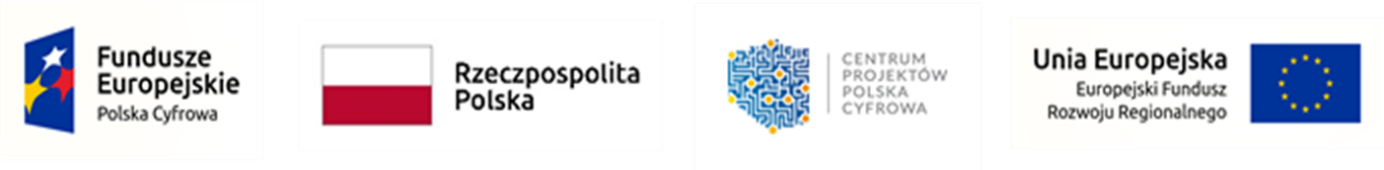 Fundusze
Europejskie
Polska Cyfrowa
Rzeczpospolita
Polska
CENTRUM
PROJEKTÓW
POLSKA
CYFROWA
Unia Europejska
Europejski Fundusz
Rozwoju Regionalnego